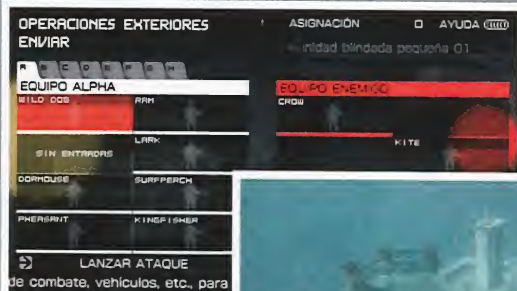 OPERACIONES EXTERIORES
ENVIAR
ASIGNACIÓN
AYUDA
blindada pequeña 01
A B C D E F G H
EQUIPO ALPHA
WILD DOG
RAM
SIN ENTRADAS
LARK
DORMOUSE
SURFPERCH
PHEASANT
KINGFISHER
LANZAR ATAQUE
de combate, vehículos, etc., para
EQUIPO ENEMIGO
CROW
KITE